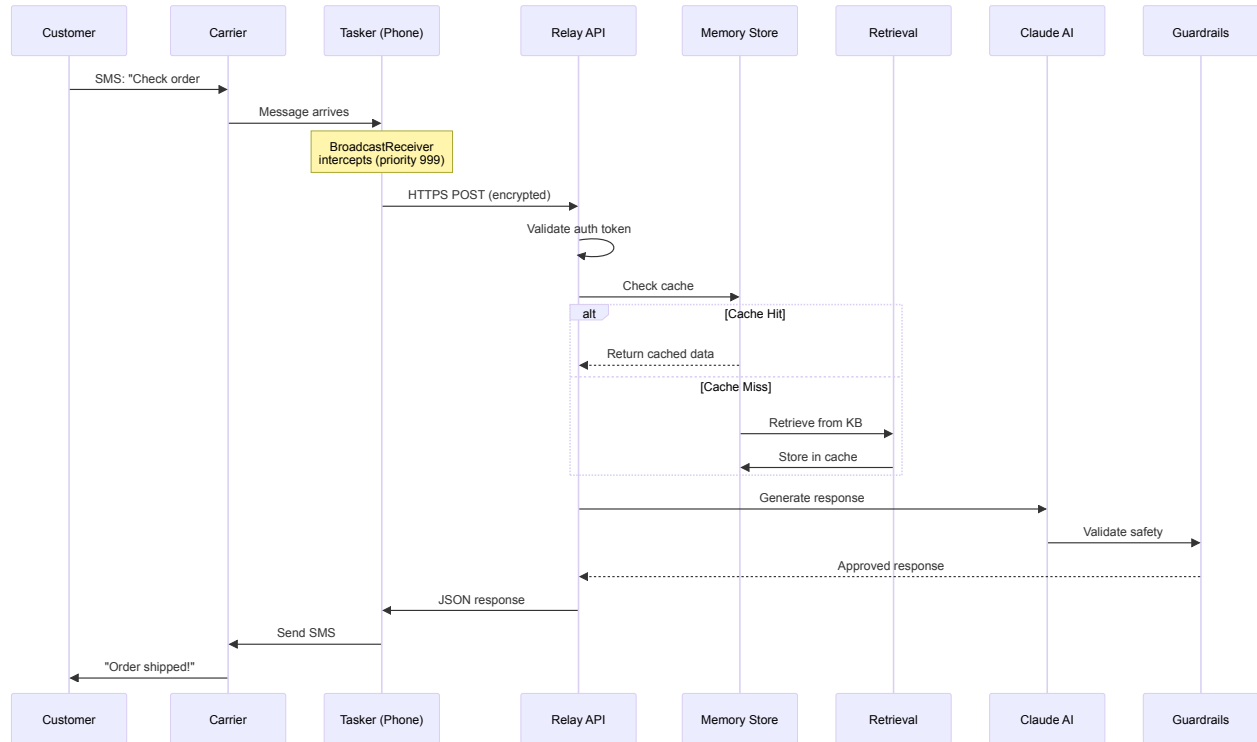 Customer
Carrier
Tasker (Phone)
Relay API
Memory Store
Retrieval
Claude AI
Guardrails
SMS: "Check order
Message arrives
BroadcastReceiver
intercepts (priority 999)
HTTPS POST (encrypted)
Validate auth token
Check cache
alt
[Cache Hit]
Return cached data
[Cache Miss]
Retrieve from KB
Store in cache
Generate response
Validate safety
Approved response
JSON response
Send SMS
"Order shipped!"
Customer
Carrier
Tasker (Phone)
Relay API
Memory Store
Retrieval
Claude AI
Guardrails